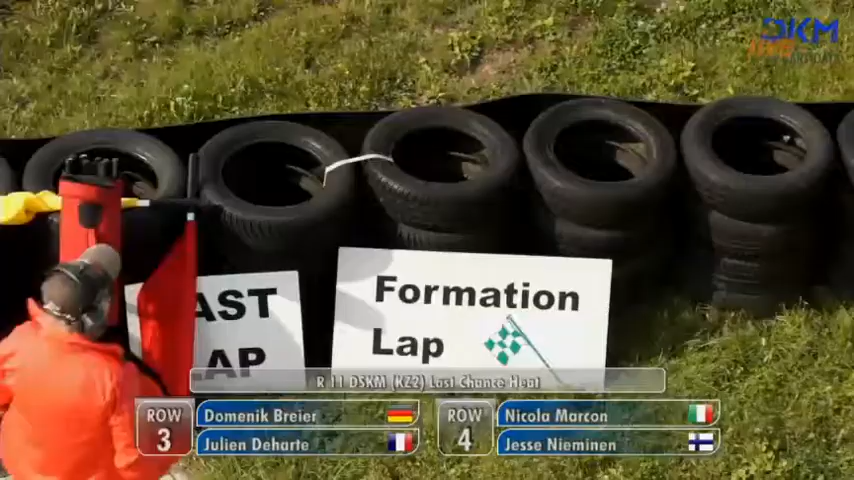 DKM
Formation
Lap
AST
AP
R 11 DSKM (KZ2) Last Chance Heat
ROW 3
Domenik Breier
Julien Deharte
ROW 4
Nicola Marcon
Jesse Nieminen